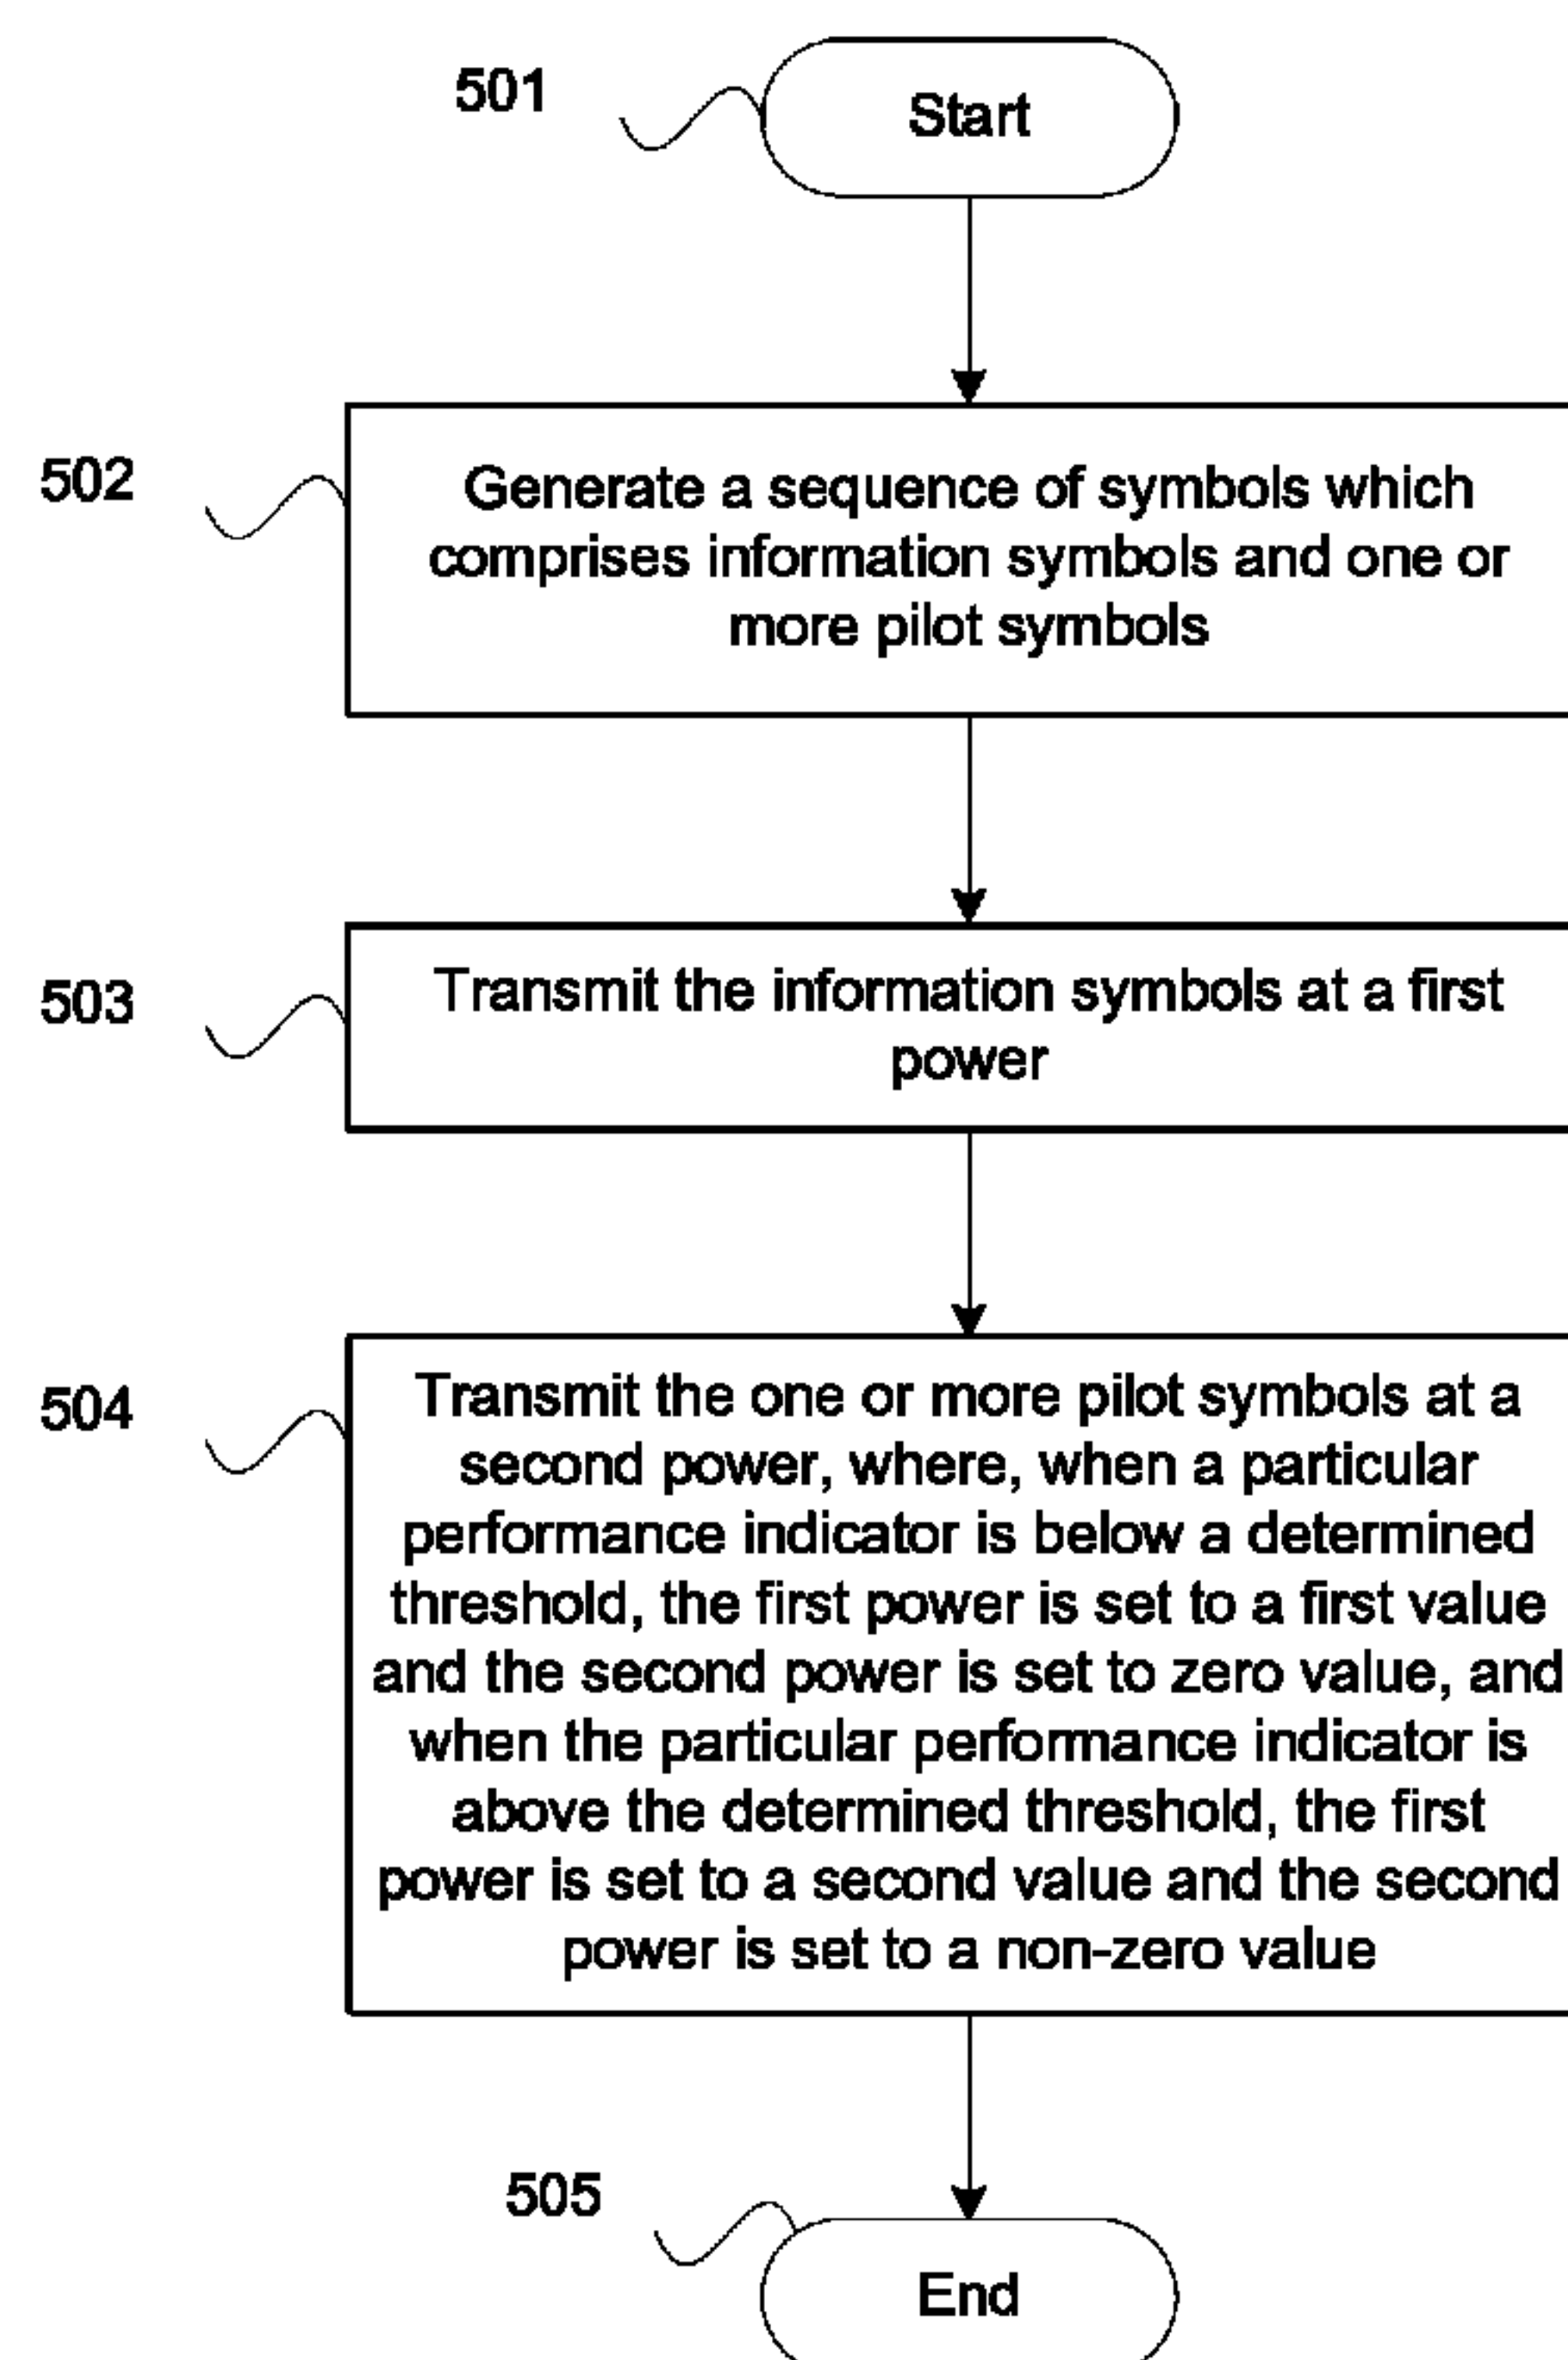 501
Start
502
Generate a sequence of symbols which
comprises information symbols and one or
more pilot symbols
503
Transmit the information symbols at a first
power
504
Transmit the one or more pilot symbols at a
second power, where, when a particular
performance indicator is below a determined
threshold, the first power is set to a first value
and the second power is set to zero value, and
when the particular performance indicator is
above the determined threshold, the first
power is set to a second value and the second
power is set to a non-zero value
505
End